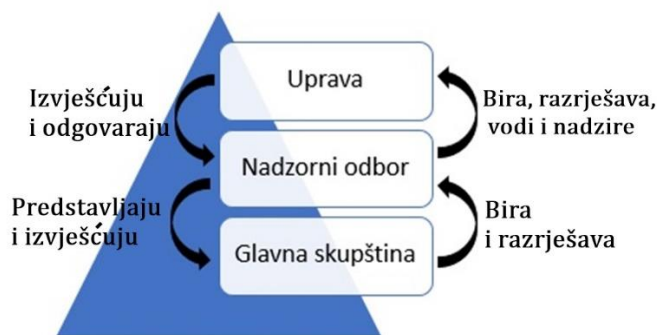 Uprava
Izvješćuju
i odgovaraju
Bira, razrješava,
vodi i nadzire
Nadzorni odbor
Predstavljaju
i izvješćuju
Bira
i razrješava
Glavna skupština